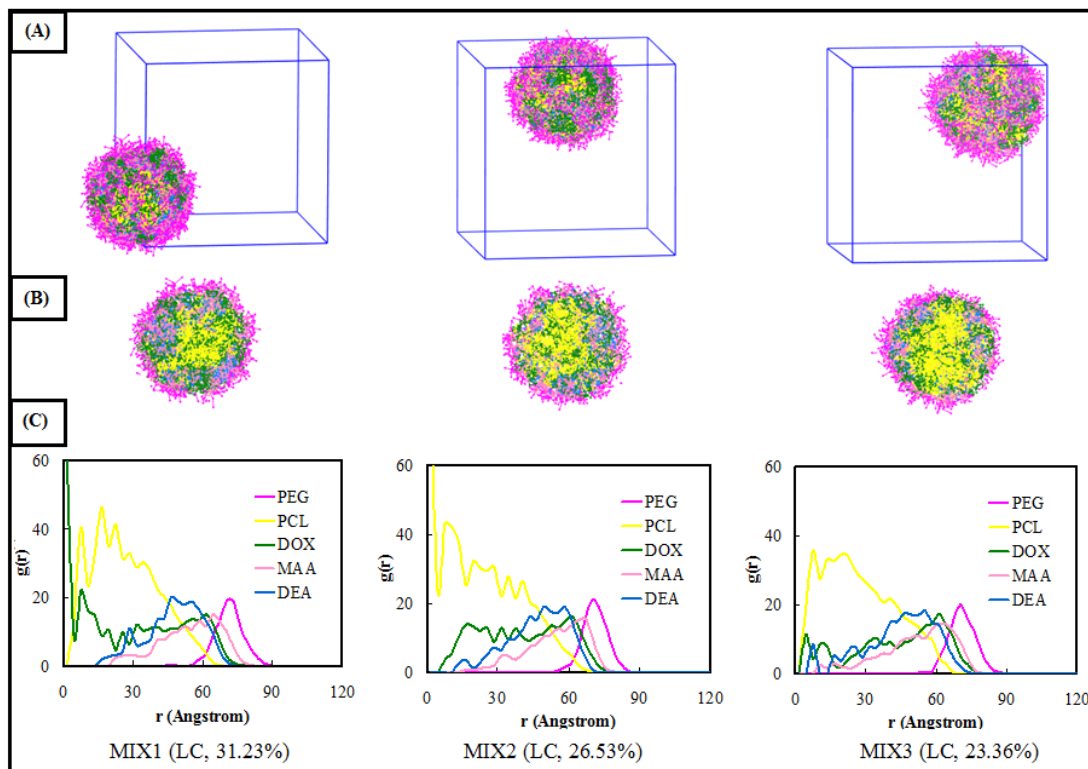 (A)
(B)
(C)
60
40
20
0
g(r)
PEG
PCL
DOX
MAA
DEA
0 30 60 90 120
r (Angstrom)
MIX1 (LC, 31.23%)
60
40
20
0
g(r)
PEG
PCL
DOX
MAA
DEA
0 30 60 90 120
r (Angstrom)
MIX2 (LC, 26.53%)
60
40
20
0
g(r)
PEG
PCL
DOX
MAA
DEA
0 30 60 90 120
r (Angstrom)
MIX3 (LC, 23.36%)